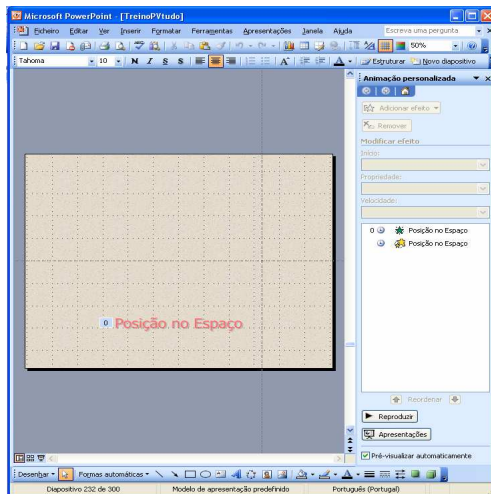 Microsoft PowerPoint - [TreinoPVtudo]
Ficheiro Editar Ver Inserir Formatar Ferramentas Apresentações Janela Ajuda Escreva uma pergunta
50%
Tahoma 10 N I S S Estruturar Novo diapositivo
Animação personalizada
Adicionar efeito
Remover
Modificar efeito
Início:
Propriedade:
Velocidade:
0 Posição no Espaço
Posição no Espaço
0 Posição no Espaço
Reordenar
Reproduzir
Apresentações
Pré-visualizar automaticamente
Desenhar Formas automáticas
Diapositivo 232 de 300 Modelo de apresentação predefinido Português (Portugal)